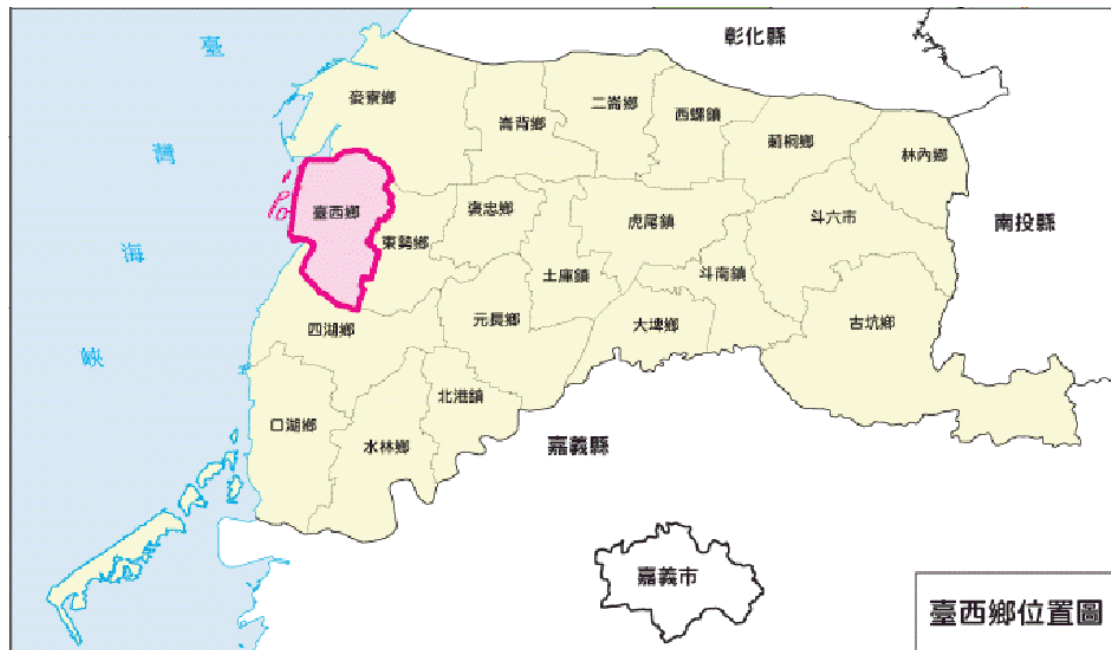 臺
灣
海
峽
彰化縣
麥寮鄉
崙背鄉
二崙鄉
西螺鎮
莿桐鄉
林內鄉
臺西鄉
東勢鄉
褒忠鄉
虎尾鎮
斗六市
南投縣
土庫鎮
斗南鎮
四湖鄉
元長鄉
大埤鄉
古坑鄉
口湖鄉
水林鄉
北港鎮
嘉義縣
嘉義市
臺西鄉位置圖